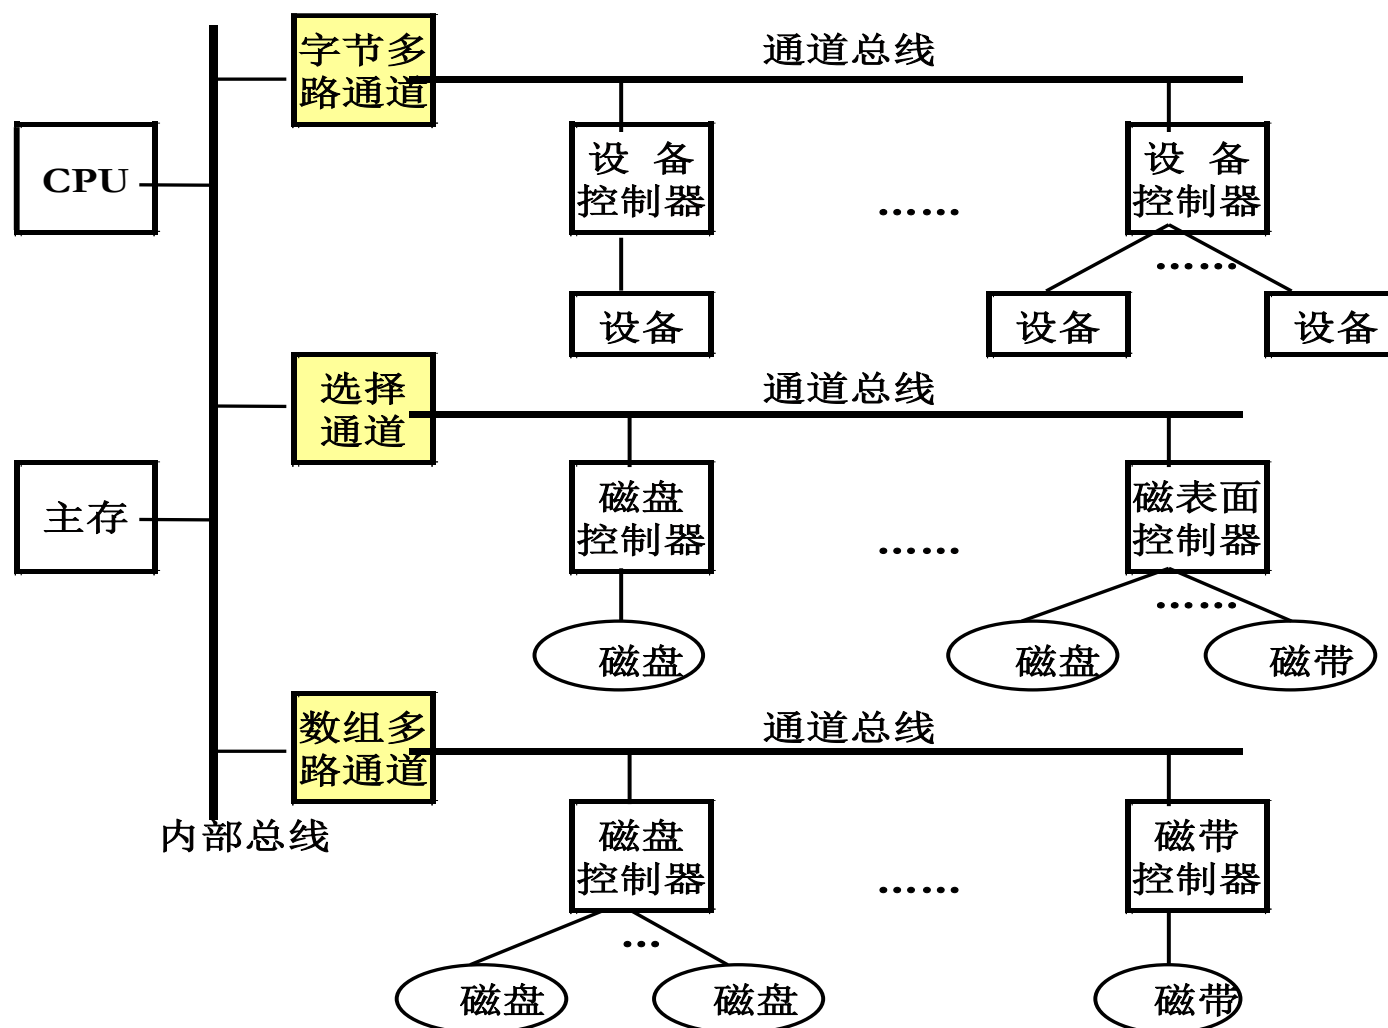 字节多
路通道
通道总线
CPU
设 备
控制器
……
设 备
控制器
……
设备
设备
设备
选择
通道
通道总线
主存
磁盘
控制器
……
磁表面
控制器
……
磁盘
磁盘
磁带
数组多
路通道
通道总线
内部总线
磁盘
控制器
……
磁带
控制器
…
磁盘
磁盘
磁带